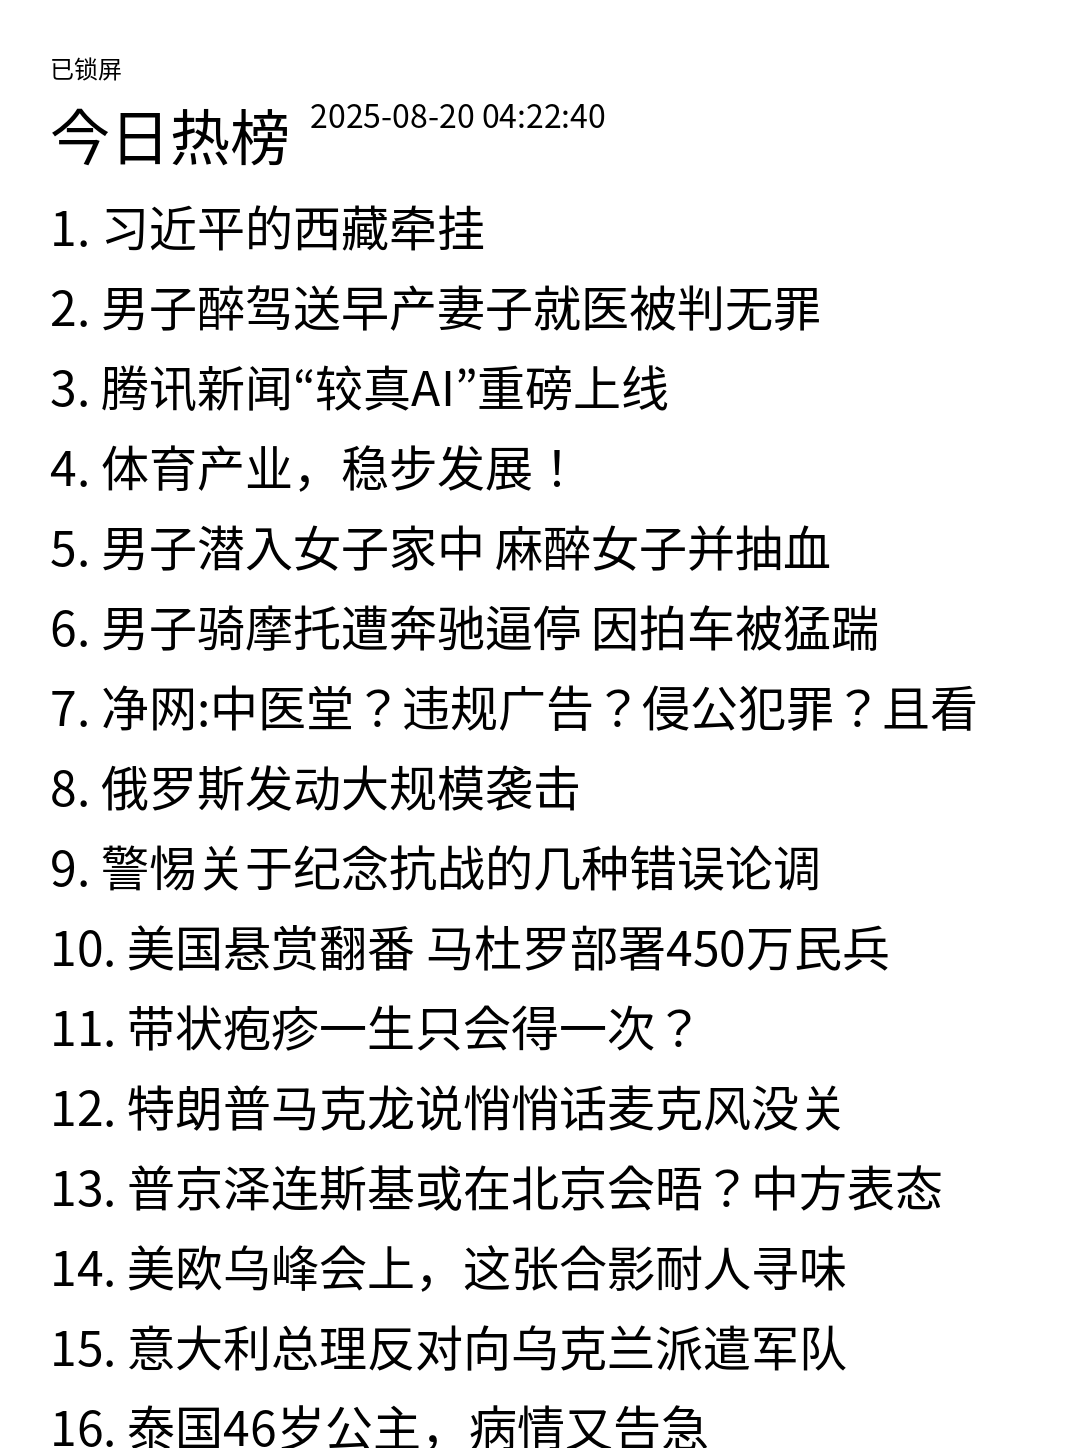 已锁屏
今日热榜 2025-08-20 04:22:40
1. 习近平的西藏牵挂
2. 男子醉驾送早产妻子就医被判无罪
3. 腾讯新闻“较真AI”重磅上线
4. 体育产业，稳步发展！
5. 男子潜入女子家中 麻醉女子并抽血
6. 男子骑摩托遭奔驰逼停 因拍车被猛踹
7. 净网:中医堂？违规广告？侵公犯罪？且看
8. 俄罗斯发动大规模袭击
9. 警惕关于纪念抗战的几种错误论调
10. 美国悬赏翻番 马杜罗部署450万民兵
11. 带状疱疹一生只会得一次？
12. 特朗普马克龙说悄悄话麦克风没关
13. 普京泽连斯基或在北京会晤？中方表态
14. 美欧乌峰会上，这张合影耐人寻味
15. 意大利总理反对向乌克兰派遣军队
16. 泰国46岁公主，病情又告急